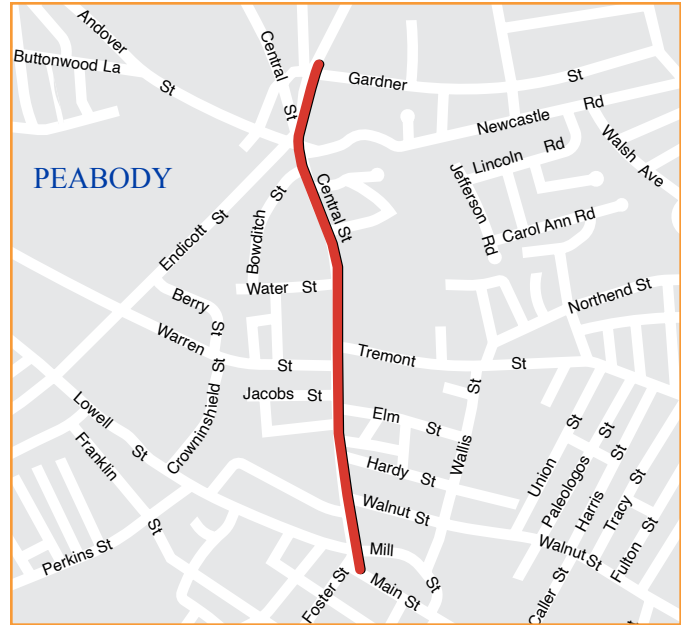 Andover St
Buttonwood La
Central St
Gardner St
Newcastle Rd
Walsh Ave
Lincoln Rd
Jefferson Rd
Carol Ann Rd
PEABODY
Central St
Bowditch St
Endicott St
Water St
Berry St
Northend St
Warren St
Tremont St
Jacobs St
Crowninshield St
Elm St
Wallis St
Lowell St
Franklin St
Hardy St
Walnut St
Union St
Paleologos St
Harris St
Tracy St
Fulton St
Walnut St
Perkins St
Mill St
Main St
Foster St
Caller St
St